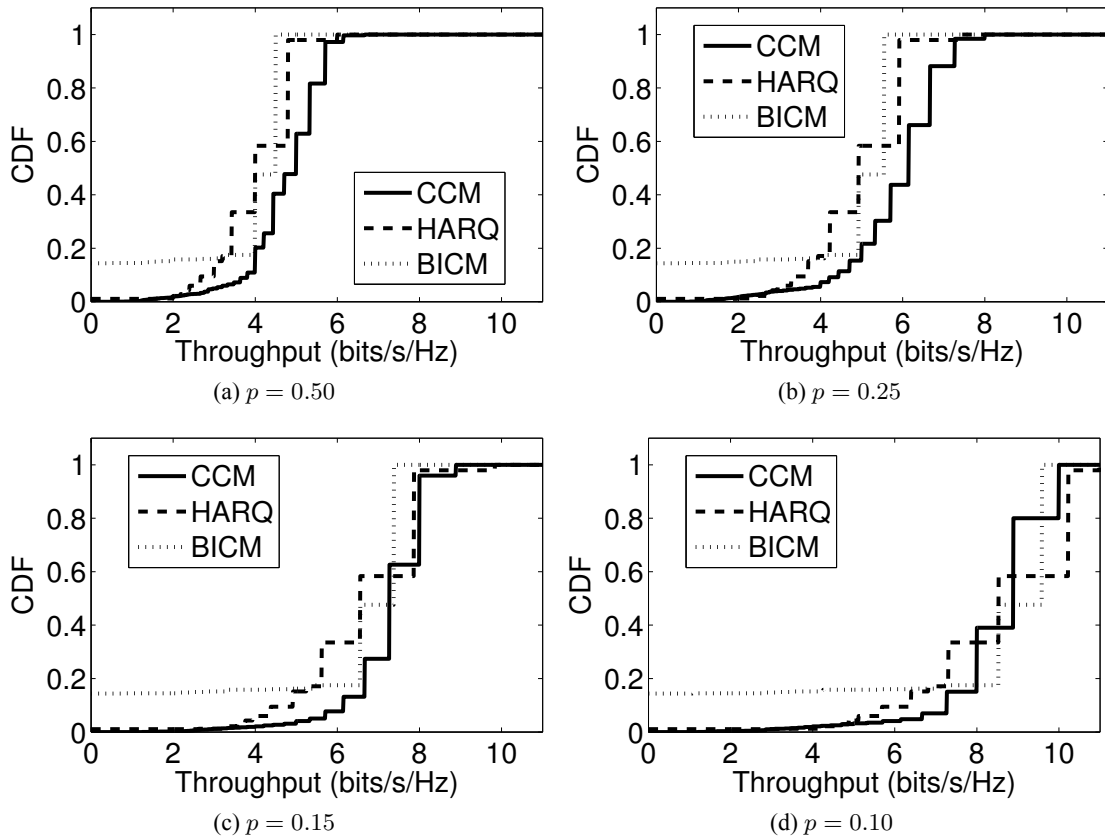 1
0.8
0.6
0.4
0.2
0
CDF
CCM
HARQ
BICM
0 2 4 6 8 10
Throughput (bits/s/Hz)
(a) p = 0.50
1
0.8
0.6
0.4
0.2
0
CDF
CCM
HARQ
BICM
0 2 4 6 8 10
Throughput (bits/s/Hz)
(b) p = 0.25
1
0.8
0.6
0.4
0.2
0
CDF
CCM
HARQ
BICM
0 2 4 6 8 10
Throughput (bits/s/Hz)
(c) p = 0.15
1
0.8
0.6
0.4
0.2
0
CDF
CCM
HARQ
BICM
0 2 4 6 8 10
Throughput (bits/s/Hz)
(d) p = 0.10